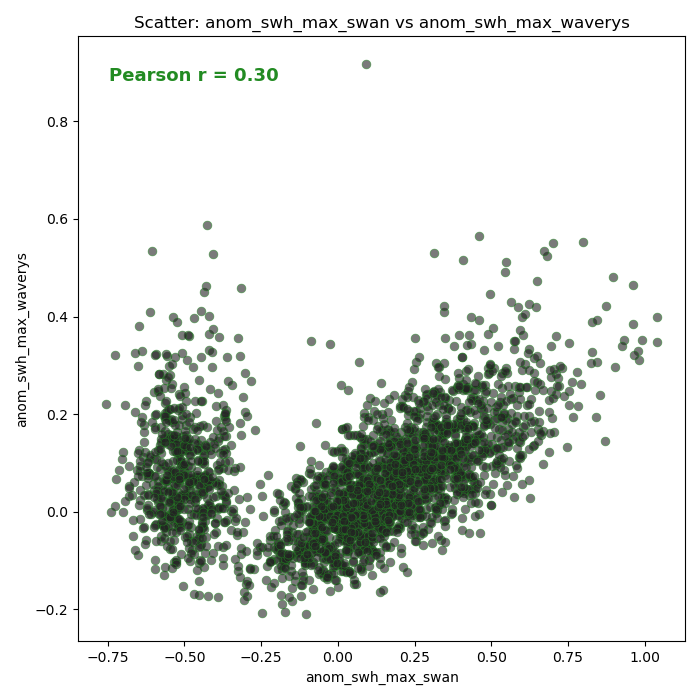 Scatter: anom_swh_max_swan vs anom_swh_max_waverys
Pearson r = 0.30
anom_swh_max_waverys
0.8
0.6
0.4
0.2
0.0
−0.2
−0.75 −0.50 −0.25 0.00 0.25 0.50 0.75 1.00
anom_swh_max_swan